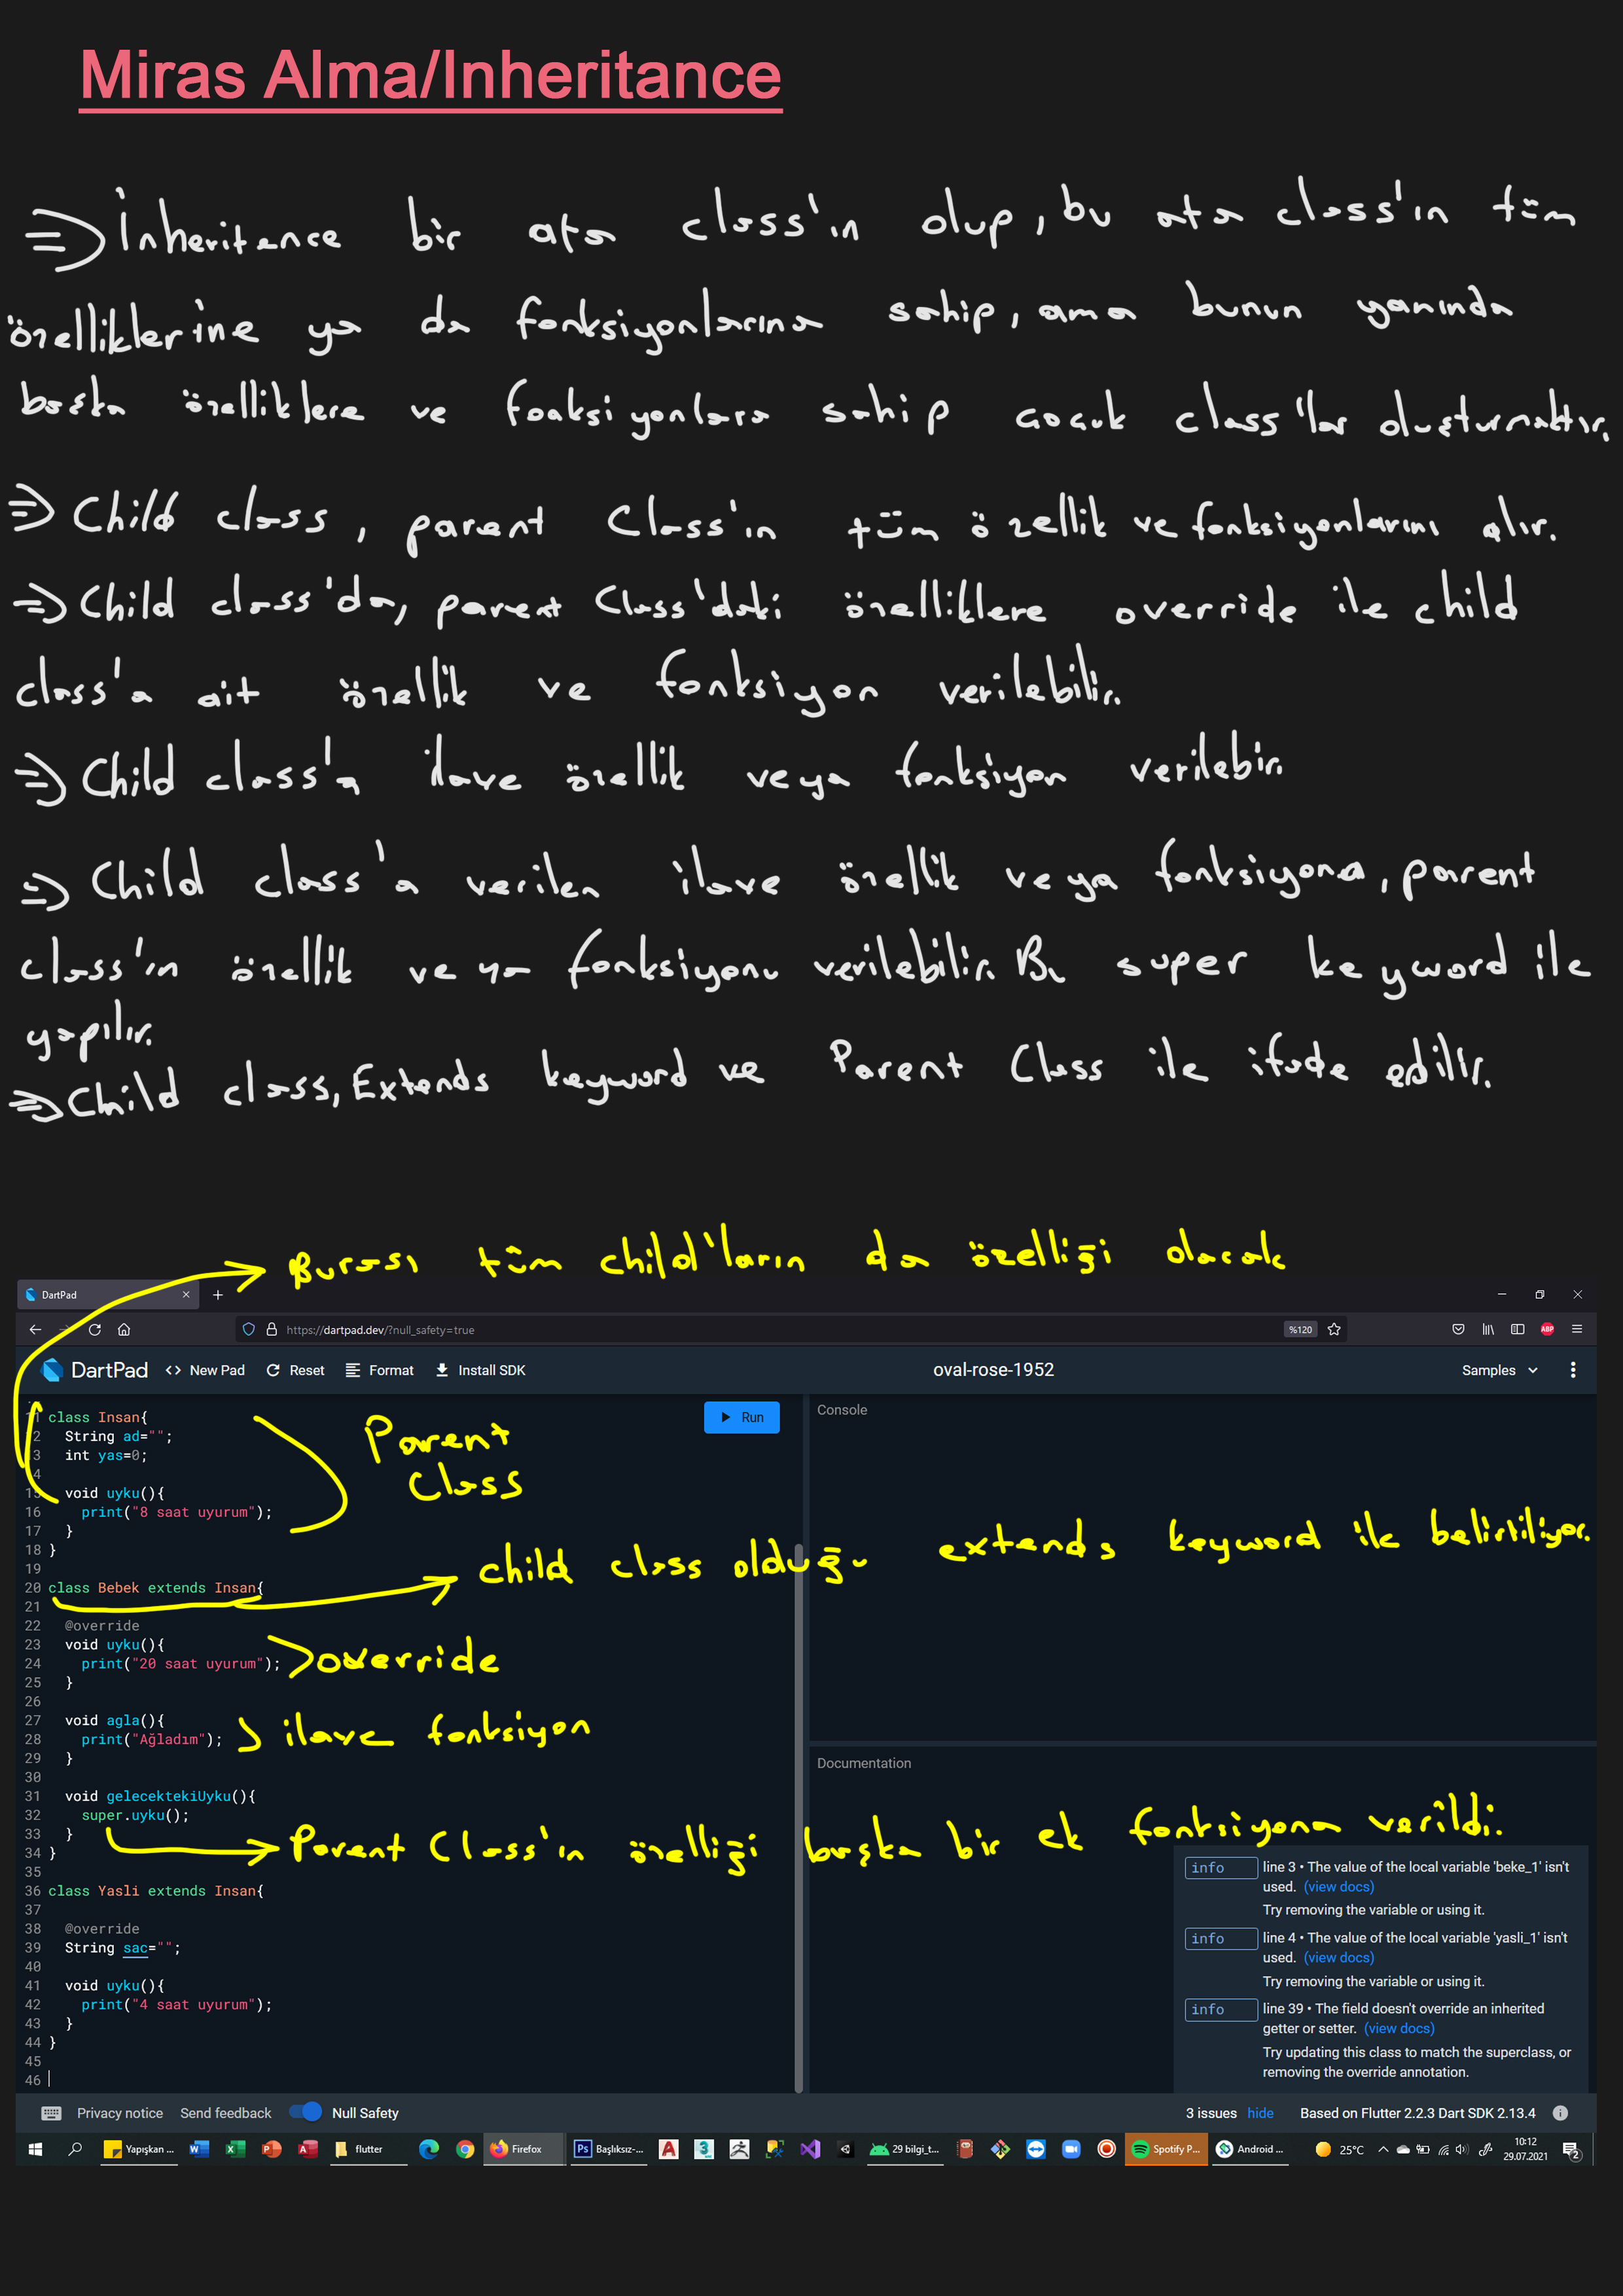 Miras Alma/Inheritance
=> İnheritence bir ata class'ın olup, bu ata class'ın tüm
özelliklerine ya da fonksiyonlarına sahip, ama bunun yanında
başka özelliklere ve fonksiyonlara sahip çocuk class'lar oluşturmaktır.
=> Child class, parent Class'ın tüm özellik ve fonksiyonlarını alır.
=> Child class'da, parent Class'daki özelliklere override ile child
class'a ait özellik ve fonksiyon verilebilir.
=> Child class'a ilave özellik veya fonksiyon verilebir.
=> Child class'a verilen ilave özellik veya fonksiyona, parent
class'ın özellik veya fonksiyonu verilebilir. Bu super keyword ile
yapılır.
=> Child class, Extends keyword ve Parent Class ile ifade edilir.
Burası tüm child'ların da özelliği olacak
DartPad
https://dartpad.dev/?null_safety=true
%120
ABP
DartPad <> New Pad Reset Format Install SDK oval-rose-1952 Samples
Run
Console
11 class Insan{
12 String ad="";
13 int yas=0;
14
15 void uyku(){
16 print("8 saat uyurum");
17 }
18 }
19
Parent
Class
20 class Bebek extends Insan{
child class olduğu extends keyword ile belirtiliyor.
21
22 @override
23 void uyku(){
24 print("20 saat uyurum");
25 }
override
26
27 void agla(){
28 print("Ağladım");
29 }
ilave fonksiyon
30
31 void gelecektekiUyku(){
32 super.uyku();
33 }
34 }
Parent Class'ın özelliği başka bir ek fonksiyona verildi.
35
36 class Yasli extends Insan{
37
38 @override
39 String sac="";
40
41 void uyku(){
42 print("4 saat uyurum");
43 }
44 }
45
46
Documentation
info line 3 • The value of the local variable 'beke_1' isn't
used. (view docs)
Try removing the variable or using it.
info line 4 • The value of the local variable 'yasli_1' isn't
used. (view docs)
Try removing the variable or using it.
info line 39 • The field doesn't override an inherited
getter or setter. (view docs)
Try updating this class to match the superclass, or
removing the override annotation.
Privacy notice Send feedback Null Safety 3 issues hide Based on Flutter 2.2.3 Dart SDK 2.13.4
Yapışkan ... flutter Firefox Ps Başlıksız-... 29 bilgi_t... Spotify P... Android ... 25°C
10:12
29.07.2021
2